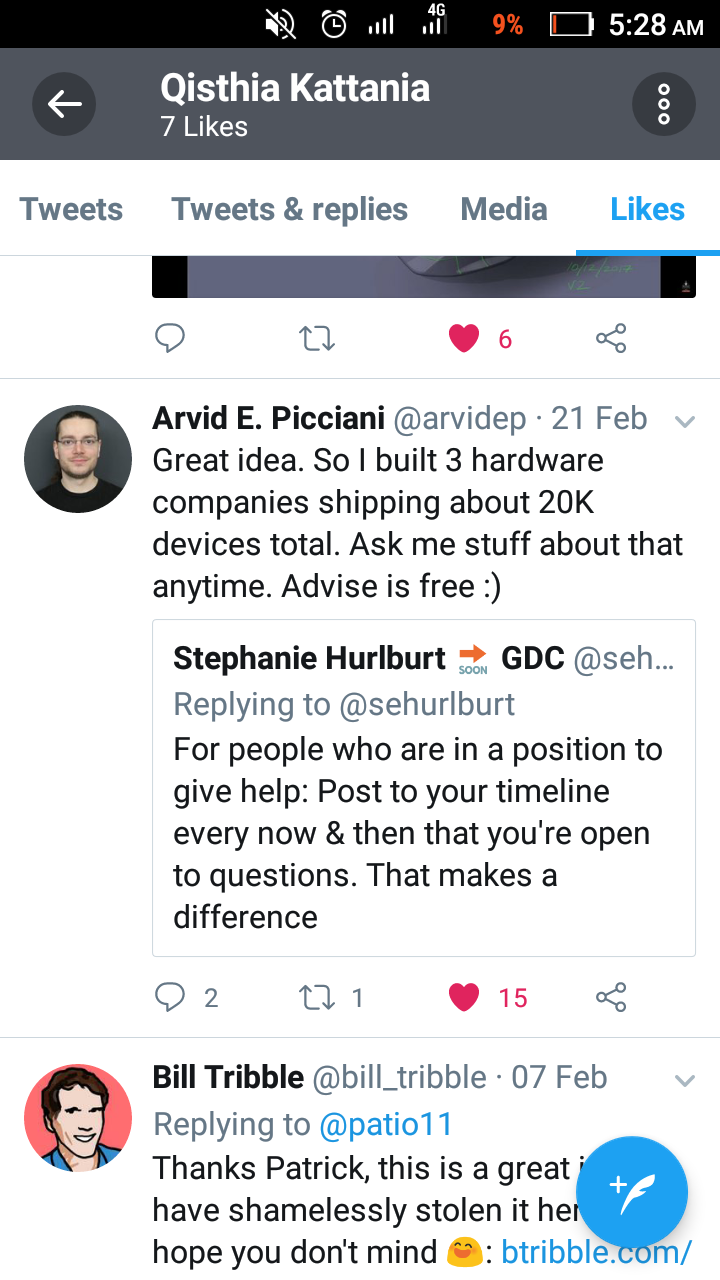 4G
9%
5:28 AM
Qisthia Kattania
7 Likes
Tweets
Tweets & replies
Media
Likes
10/12/2017
V2
6
Arvid E. Picciani @arvidep · 21 Feb
Great idea. So I built 3 hardware
companies shipping about 20K
devices total. Ask me stuff about that
anytime. Advise is free :)
Stephanie Hurlburt SOON GDC @seh...
Replying to @sehurlburt
For people who are in a position to
give help: Post to your timeline
every now & then that you're open
to questions. That makes a
difference
2
1
15
Bill Tribble @bill_tribble · 07 Feb
Replying to @patio11
Thanks Patrick, this is a great
have shamelessly stolen it
hope you don't mind 😄: btribble.com/